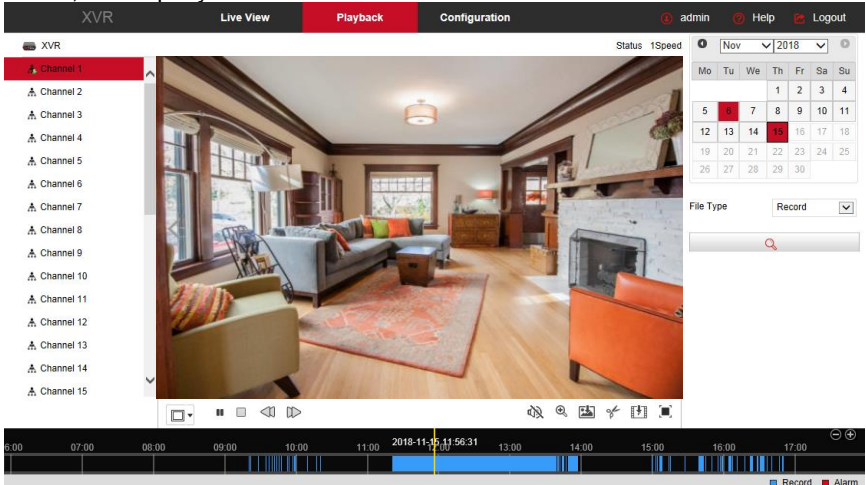 XVR Live View Playback Configuration admin Help Logout
XVR Status 1Speed
Channel 1
Channel 2
Channel 3
Channel 4
Channel 5
Channel 6
Channel 7
Channel 8
Channel 9
Channel 10
Channel 11
Channel 12
Channel 13
Channel 14
Channel 15
Nov 2018
Mo Tu We Th Fr Sa Su
1 2 3 4
5 6 7 8 9 10 11
12 13 14 15 16 17 18
19 20 21 22 23 24 25
26 27 28 29 30
File Type Record
2018-11-15 11:56:31
6:00 07:00 08:00 09:00 10:00 11:00 13:00 14:00 15:00 16:00 17:00
Record Alarm